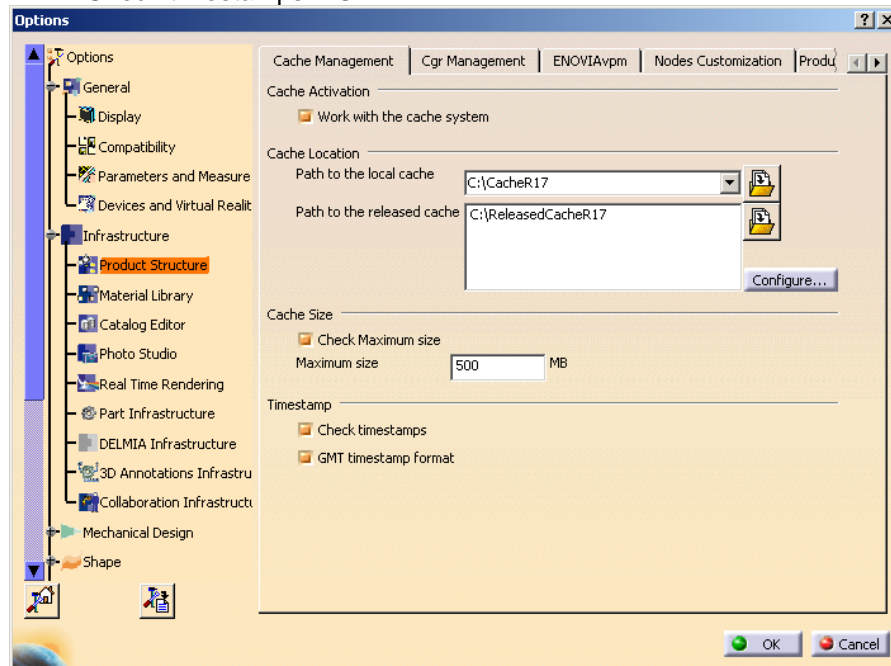 Options
Options
General
Display
Compatibility
Parameters and Measure
Devices and Virtual Realit
Infrastructure
Product Structure
Material Library
Catalog Editor
Photo Studio
Real Time Rendering
Part Infrastructure
DELMIA Infrastructure
3D Annotations Infrastru
Collaboration Infrastructu
Mechanical Design
Shape
Cache Management Cgr Management ENOVIAvpm Nodes Customization Produ
Cache Activation
Work with the cache system
Cache Location
Path to the local cache C:\CacheR17
Path to the released cache C:\ReleasedCacheR17
Configure...
Cache Size
Check Maximum size
Maximum size 500 MB
Timestamp
Check timestamps
GMT timestamp format
OK Cancel